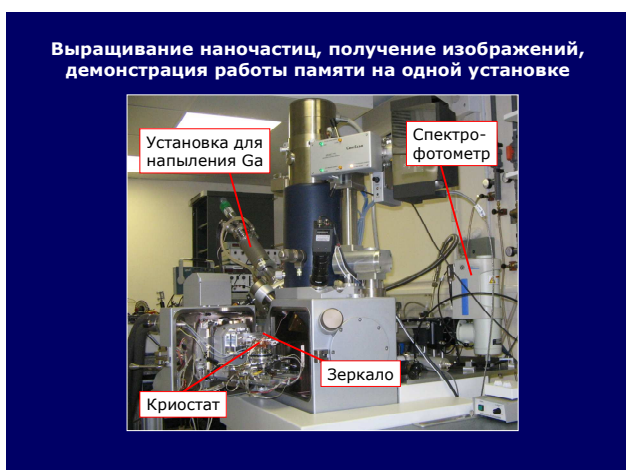 Выращивание наночастиц, получение изображений,
демонстрация работы памяти на одной установке
Установка для
напыления Ga
Спектро-
фотометр
Зеркало
Криостат